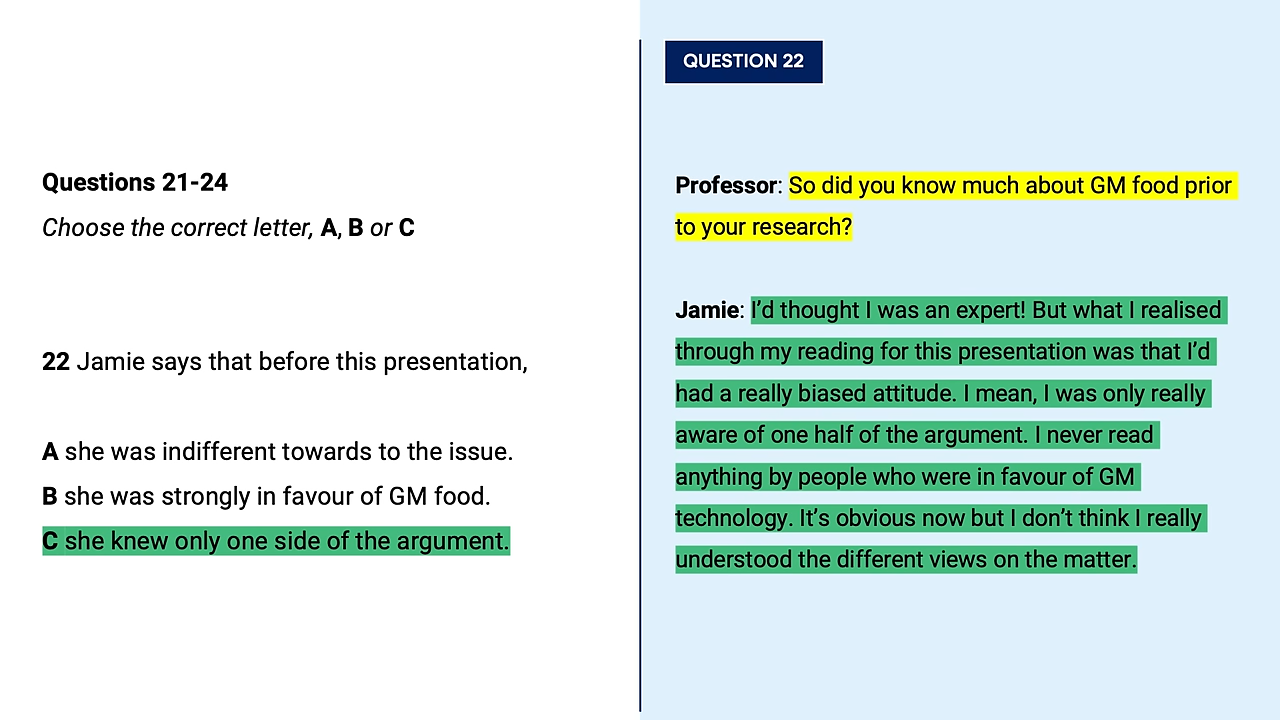 Questions 21-24
Choose the correct letter, A, B or C
22 Jamie says that before this presentation,
A she was indifferent towards to the issue.
B she was strongly in favour of GM food.
C she knew only one side of the argument.
QUESTION 22
Professor: So did you know much about GM food prior
to your research?
Jamie: I’d thought I was an expert! But what I realised
through my reading for this presentation was that I’d
had a really biased attitude. I mean, I was only really
aware of one half of the argument. I never read
anything by people who were in favour of GM
technology. It’s obvious now but I don’t think I really
understood the different views on the matter.